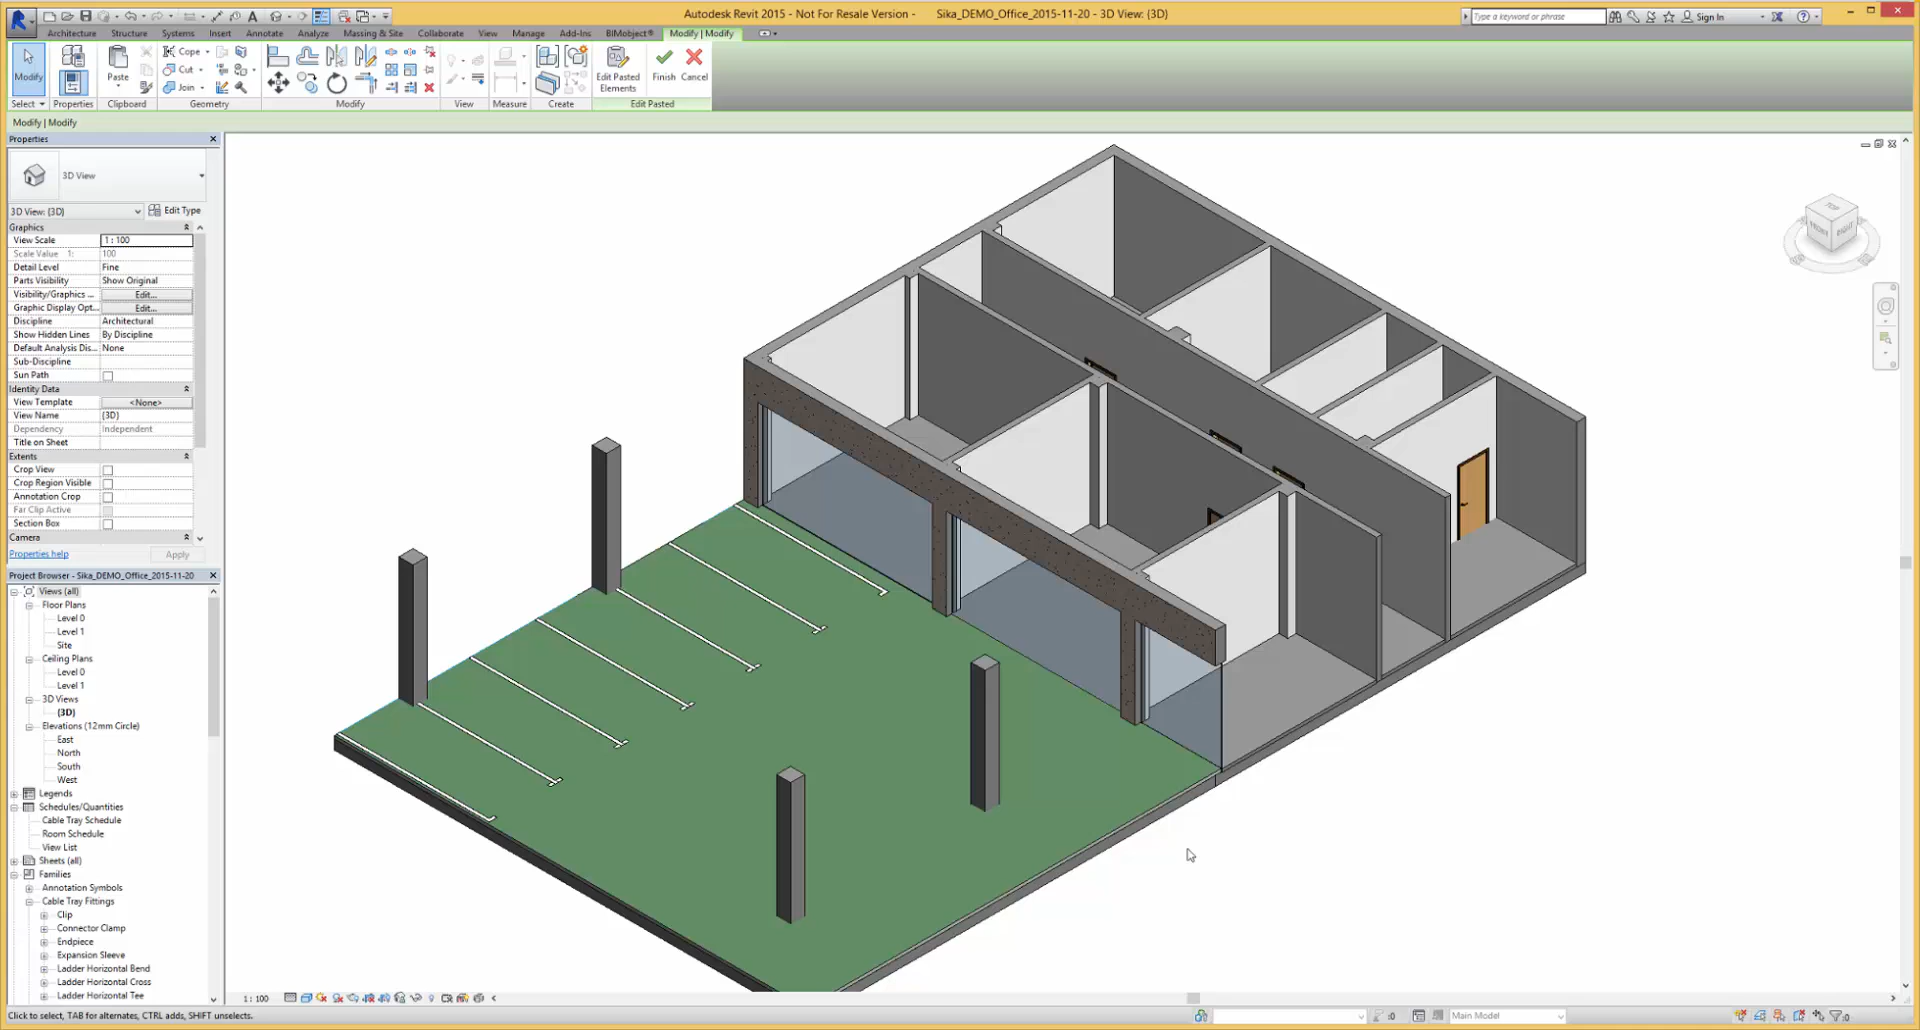 Autodesk Revit 2015 - Not For Resale Version - Sika_DEMO_Office_2015-11-20 - 3D View: {3D}
Type a keyword or phrase
Sign In
Architecture Structure Systems Insert Annotate Analyze Massing & Site Collaborate View Manage Add-Ins BIMobject® Modify | Modify
Modify
Paste
Cope
Cut
Join
Edit Pasted Elements
Finish
Cancel
Select Properties Clipboard Geometry Modify View Measure Create Edit Pasted
Modify | Modify
Properties
3D View
3D View: {3D}
Edit Type
Graphics
View Scale 1 : 100
Scale Value 1: 100
Detail Level Fine
Parts Visibility Show Original
Visibility/Graphics ... Edit...
Graphic Display Opt... Edit...
Discipline Architectural
Show Hidden Lines By Discipline
Default Analysis Dis... None
Sub-Discipline
Sun Path
Identity Data
View Template <None>
View Name {3D}
Dependency Independent
Title on Sheet
Extents
Crop View
Crop Region Visible
Annotation Crop
Far Clip Active
Section Box
Camera
Properties help
Apply
Project Browser - Sika_DEMO_Office_2015-11-20
Views (all)
Floor Plans
Level 0
Level 1
Site
Ceiling Plans
Level 0
Level 1
3D Views
{3D}
Elevations (12mm Circle)
East
North
South
West
Legends
Schedules/Quantities
Cable Tray Schedule
Room Schedule
View List
Sheets (all)
Families
Annotation Symbols
Cable Tray Fittings
Clip
Connector Clamp
Endpiece
Expansion Sleeve
Ladder Horizontal Bend
Ladder Horizontal Cross
Ladder Horizontal Tee
TOP
FRONT
RIGHT
1 : 100
Click to select, TAB for alternates, CTRL adds, SHIFT unselects.
:0
Main Model
:0